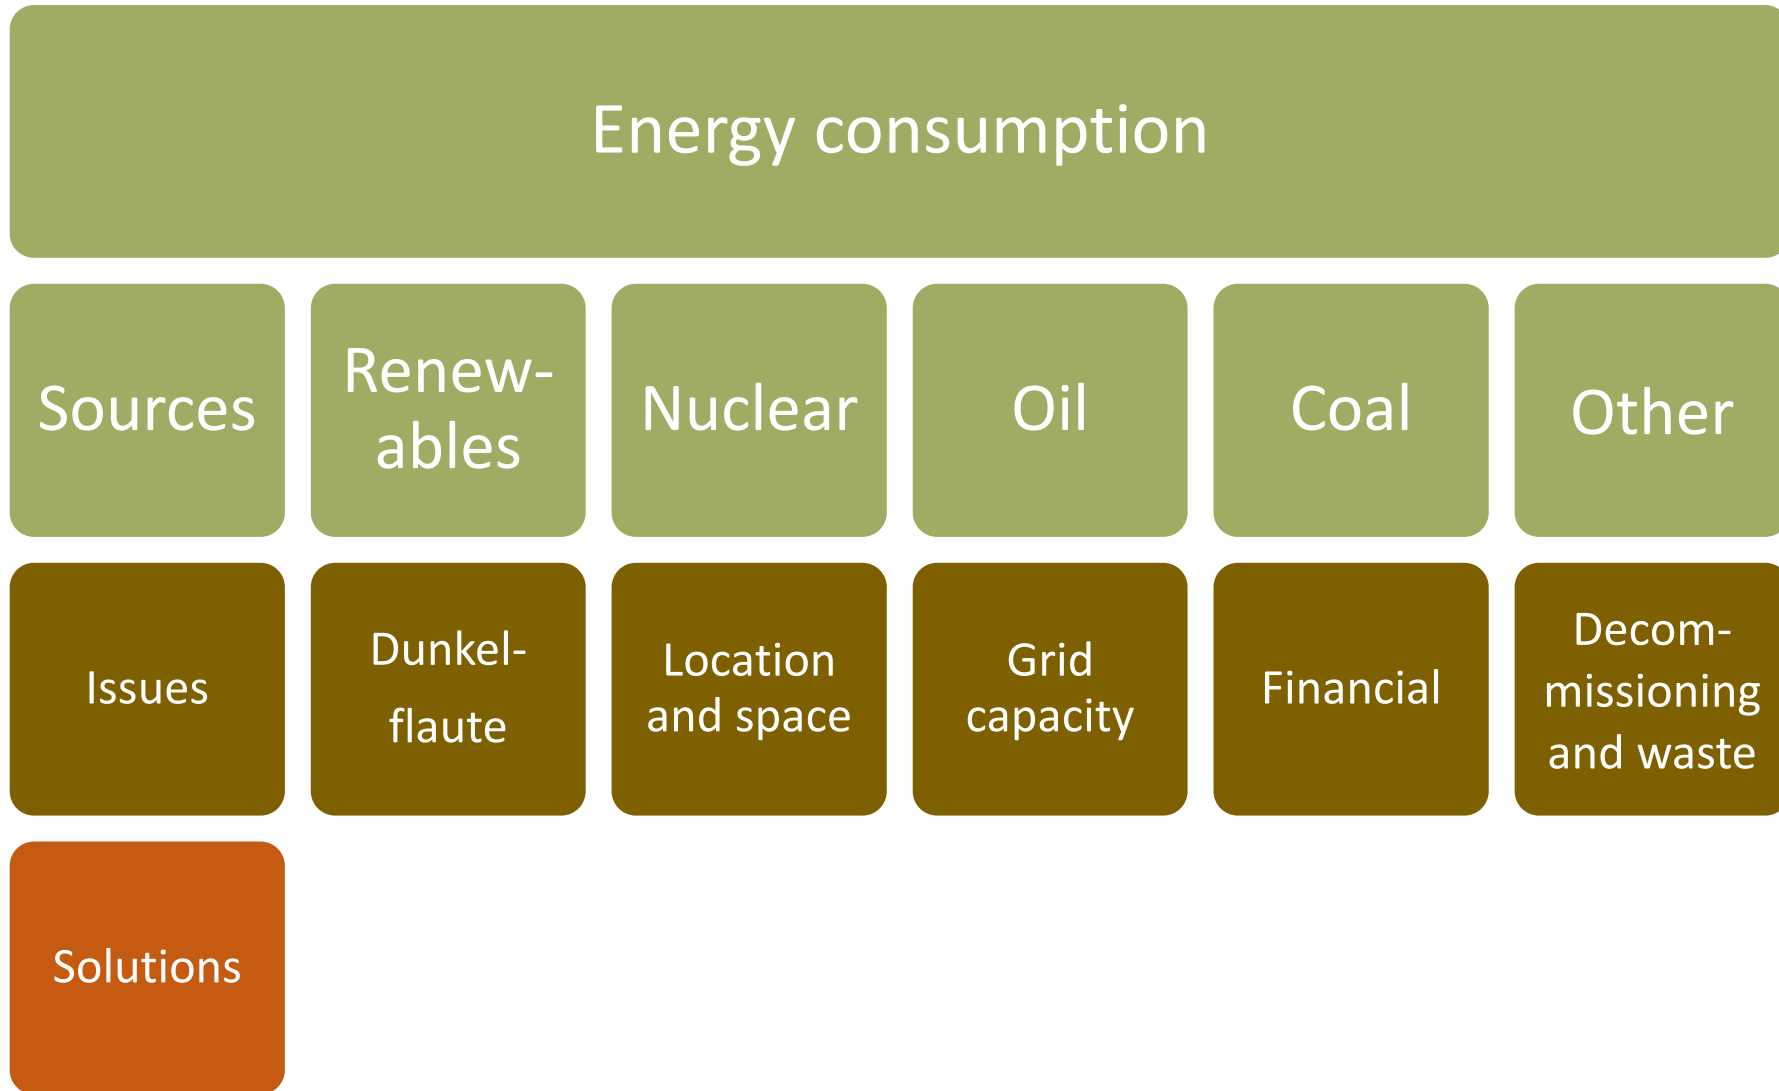 Energy consumption
Sources
Renew-
ables
Nuclear
Oil
Coal
Other
Issues
Dunkel-
flaute
Location
and space
Grid
capacity
Financial
Decom-
missioning
and waste
Solutions